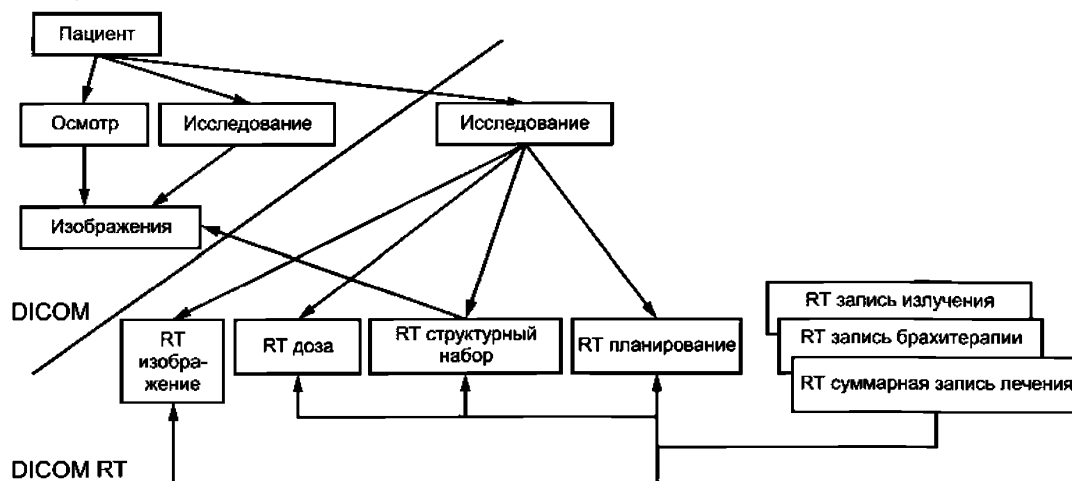 Пациент
Осмотр
Исследование
Исследование
Изображения
DICOM
RT
изобра-
жение
RT доза
RT структурный
набор
RT планирование
RT запись излучения
RT запись брахитерапии
RT суммарная запись лечения
DICOM RT